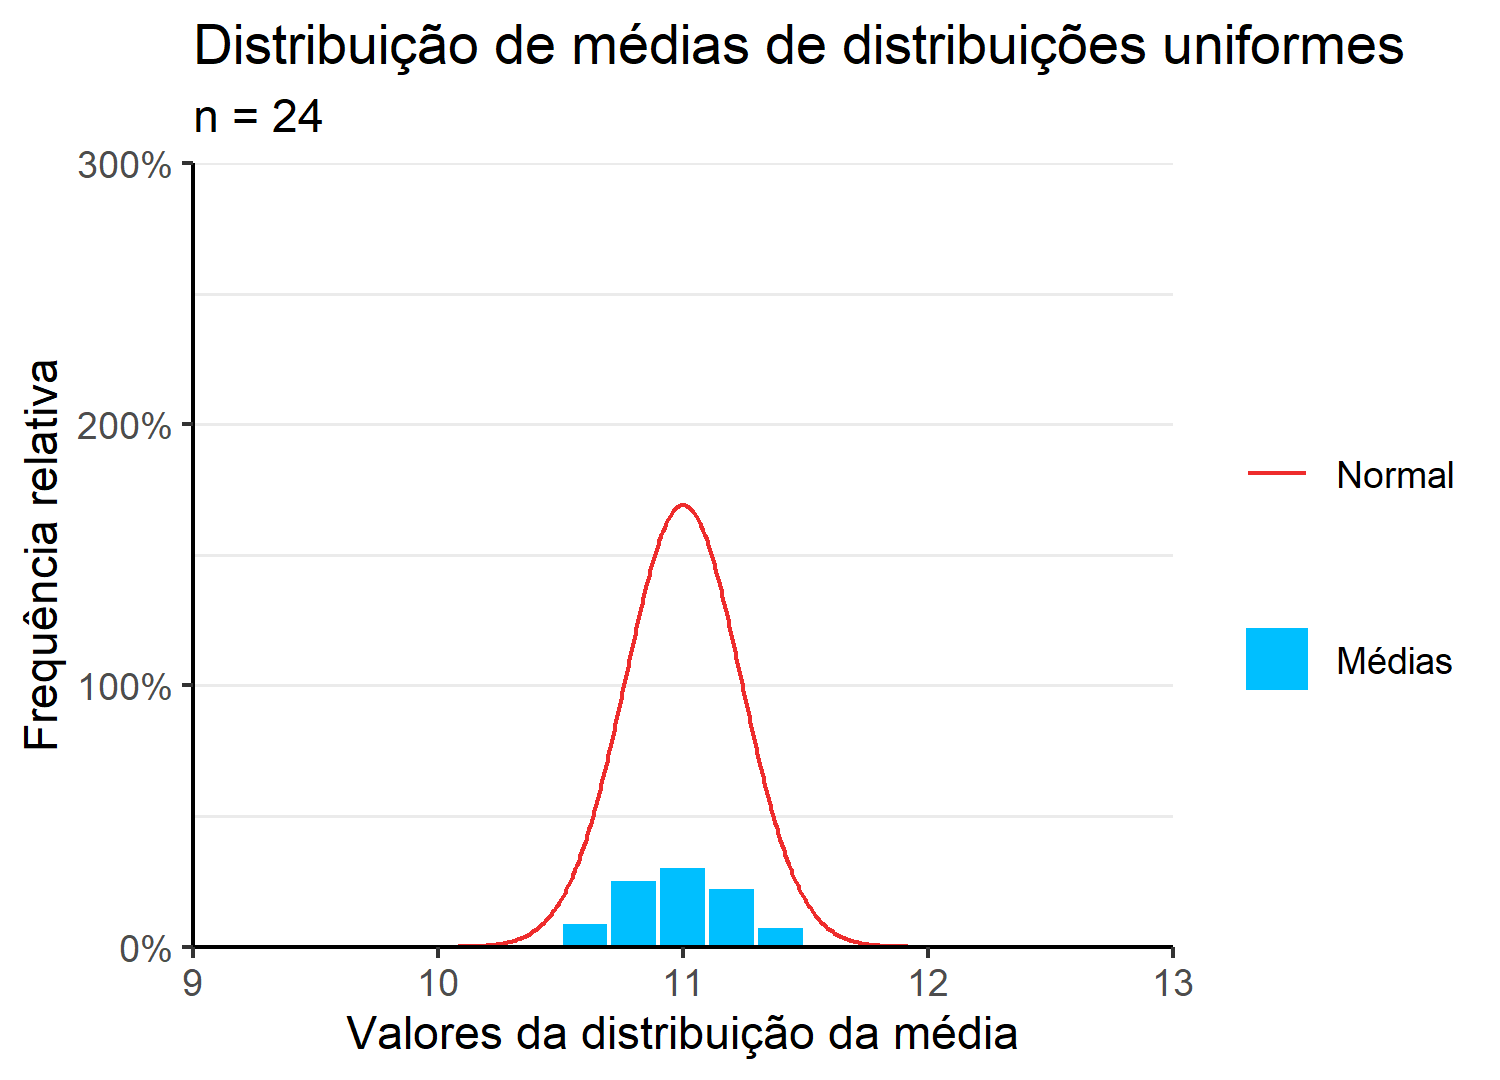 Distribuição de médias de distribuições uniformes
n = 24
300%
200%
100%
0%
Frequência relativa
9 10 11 12 13
Valores da distribuição da média
Normal
Médias